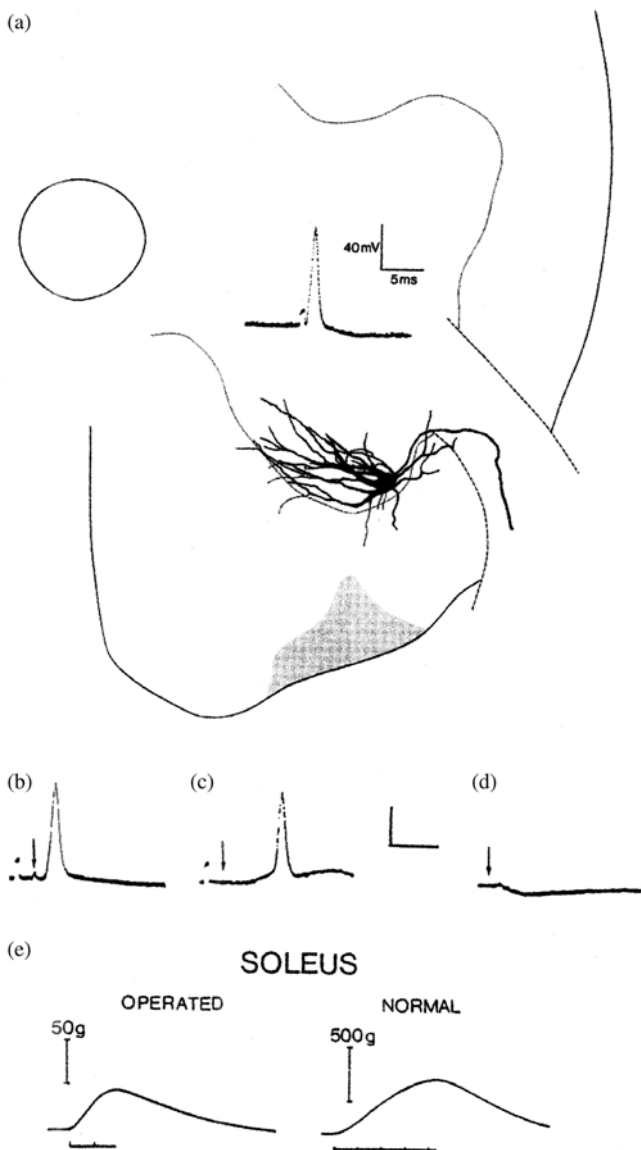 (a)
40mV
5ms
(b)
(c)
(d)
(e)
SOLEUS
OPERATED
NORMAL
50g
500g